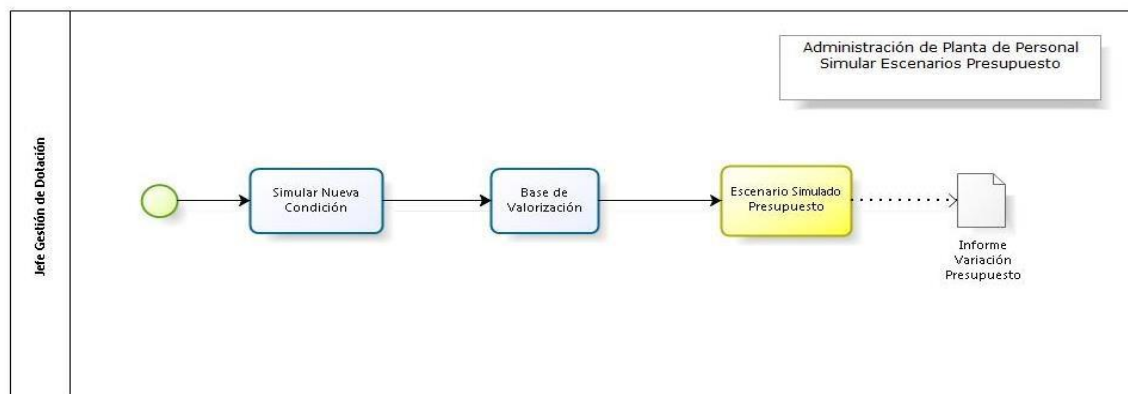 Administración de Planta de Personal
Simular Escenarios Presupuesto
Jefe Gestión de Dotación
Simular Nueva
Condición
Base de
Valorización
Escenario Simulado
Presupuesto
Informe
Variación
Presupuesto